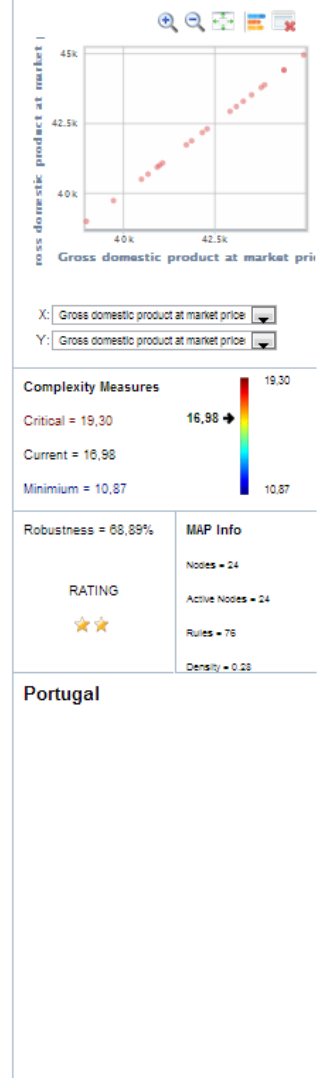 45k
42.5k
40k
40k 42.5k
oss domestic product at market
Gross domestic product at market pri
X: Gross domestic product at market price
Y: Gross domestic product at market price
Complexity Measures
19,30
Critical = 19,30
16,98
Current = 16,98
Minimium = 10,87
10,87
Robustness = 68,89%
MAP Info
Nodes = 24
RATING
Active Nodes = 24
Rules = 76
Density = 0.28
Portugal